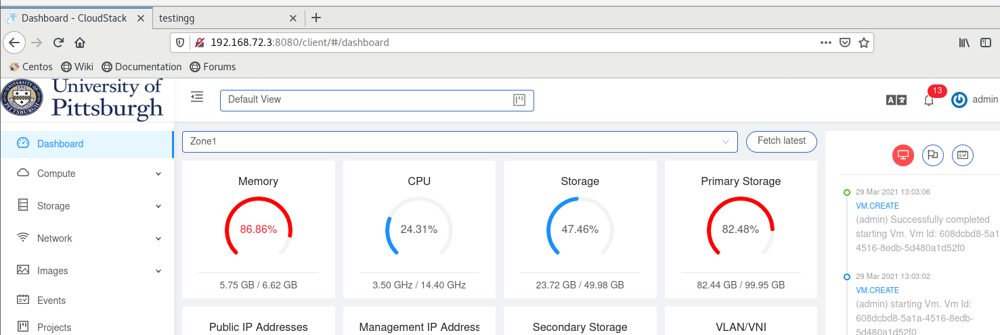 Dashboard - CloudStack
testingg
192.168.72.3:8080/client/#/dashboard
Centos Wiki Documentation Forums
University of
Pittsburgh
Default View
13
admin
Dashboard
Compute
Storage
Network
Images
Events
Projects
Zone1
Fetch latest
Memory
86.86%
5.75 GB / 6.62 GB
CPU
24.31%
3.50 GHz / 14.40 GHz
Storage
47.46%
23.72 GB / 49.98 GB
Primary Storage
82.48%
82.44 GB / 99.95 GB
Public IP Addresses
Management IP Address
Secondary Storage
VLAN/VNI
29 Mar 2021 13:03:06
VM.CREATE
(admin) Successfully completed
starting Vm. Vm Id: 608dcbd8-5a1
4516-8edb-5d480a1d52f0
29 Mar 2021 13:03:02
VM.CREATE
(admin) starting Vm. Vm Id:
608dcbd8-5a1a-4516-8edb-
5d480a1d52f0